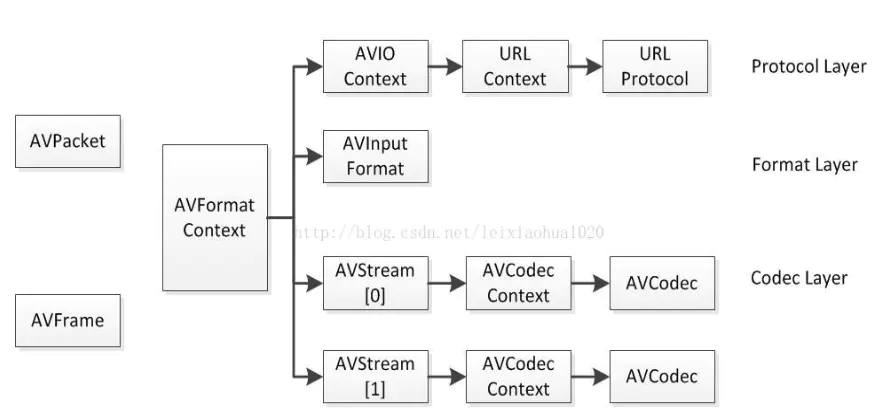 AVIO
Context
URL
Context
URL
Protocol
Protocol Layer
AVPacket
AVInput
Format
Format Layer
AVFormat
Context
http://blog.csdn.net/leixiaohua1020
AVStream
[0]
AVCodec
Context
AVCodec
Codec Layer
AVFrame
AVStream
[1]
AVCodec
Context
AVCodec